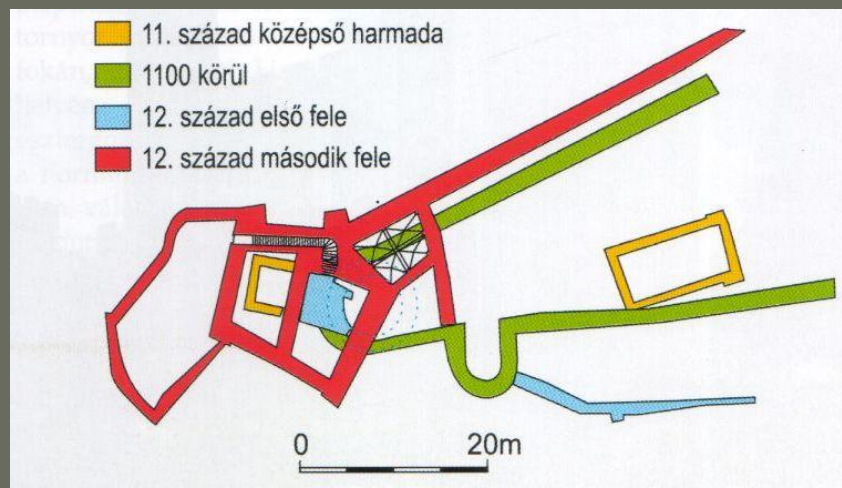 11. század középső harmada
1100 körül
12. század első fele
12. század második fele
0 20m